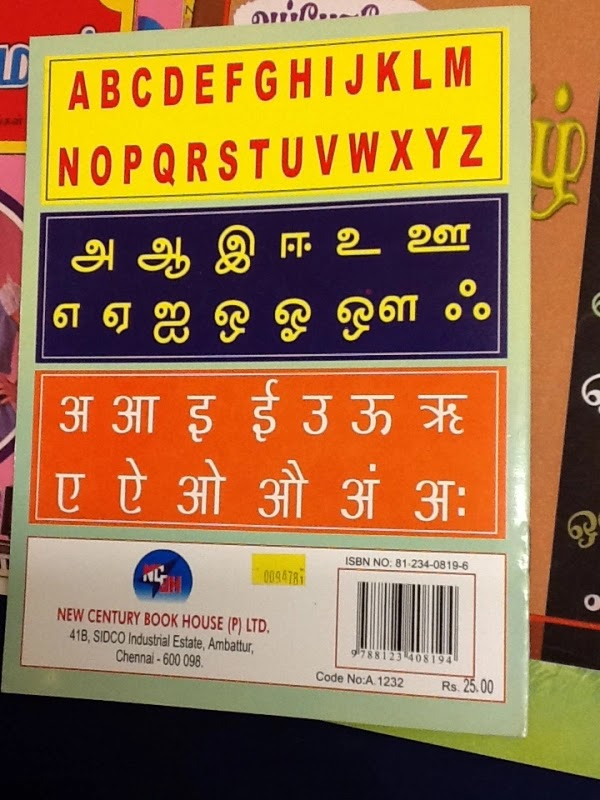 ABCDEFGHIJKLM
NOPQRSTUVWXYZ
அ ஆ இ ஈ உ ஊ
எ ஏ ஐ ஒ ஓ ஔ ஃ
अ आ इ ई उ ऊ ऋ
ए ऐ ओ औ अं अः
NCBH
NEW CENTURY BOOK HOUSE (P) LTD.
41B, SIDCO Industrial Estate, Ambattur,
Chennai - 600 098.
ISBN NO: 81-234-0819-6
9788123408194
Code No:A.1232
Rs. 25.00